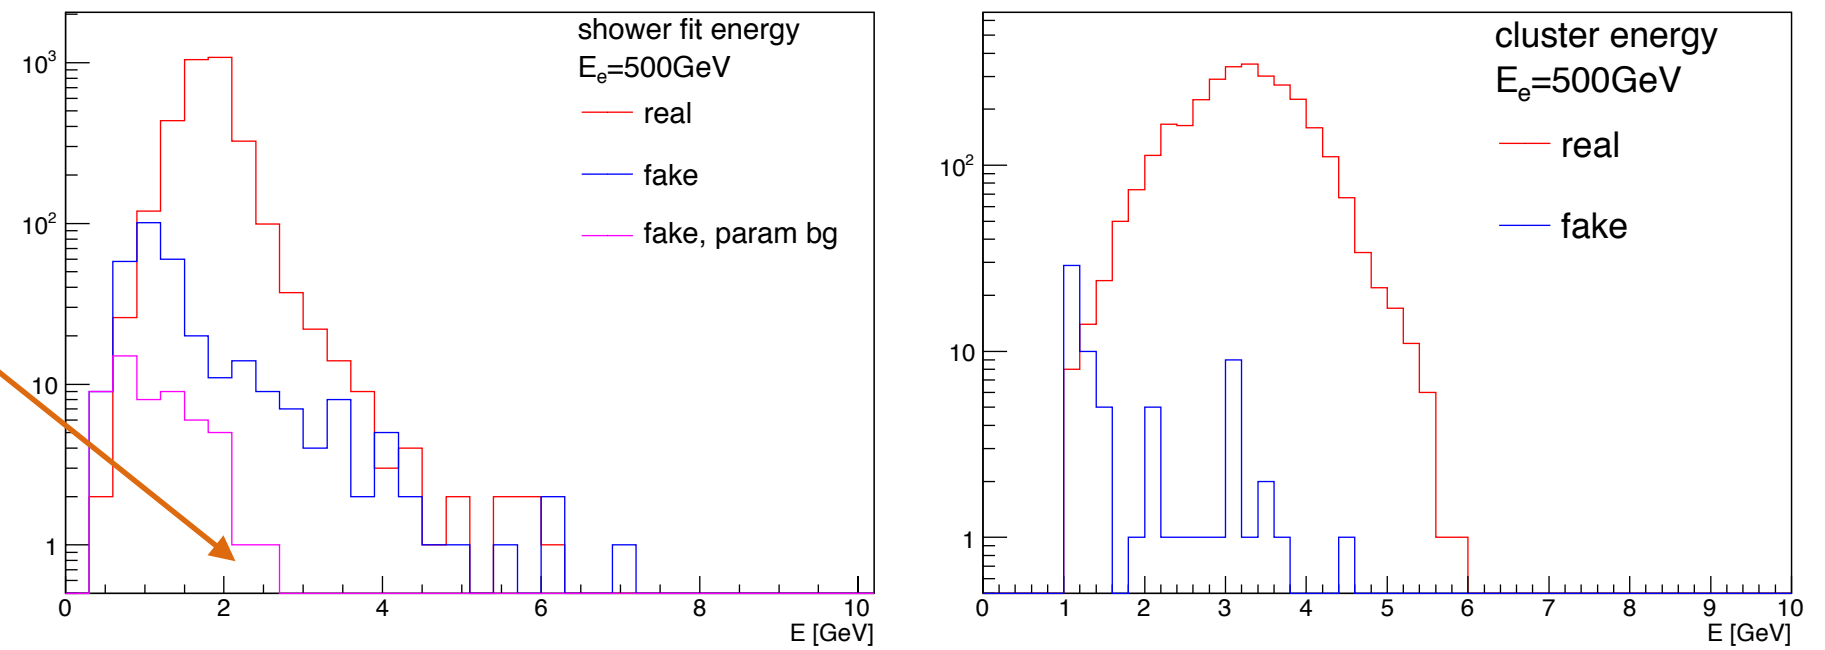 shower fit energy
E_e=500GeV
real
fake
fake, param bg
10^3
10^2
10
1
0 2 4 6 8 10
E [GeV]
cluster energy
E_e=500GeV
real
fake
10^2
10
1
0 1 2 3 4 5 6 7 8 9 10
E [GeV]